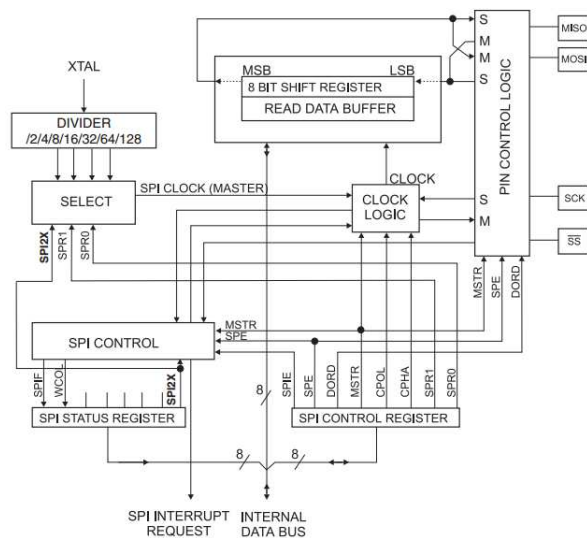 MSB
LSB
8 BIT SHIFT REGISTER
READ DATA BUFFER
S
M
M
S
PIN CONTROL LOGIC
MISO
MOSI
XTAL
DIVIDER
/2/4/8/16/32/64/128
SELECT
SPI CLOCK (MASTER)
CLOCK
CLOCK
LOGIC
S
M
SCK
SS
SPI2X
SPR1
SPR0
MSTR
SPE
DORD
SPI CONTROL
MSTR
SPE
SPIF
WCOL
SPI2X
SPIE
SPE
DORD
MSTR
CPOL
CPHA
SPR1
SPR0
8
SPI STATUS REGISTER
SPI CONTROL REGISTER
8
8
SPI INTERRUPT
REQUEST
INTERNAL
DATA BUS